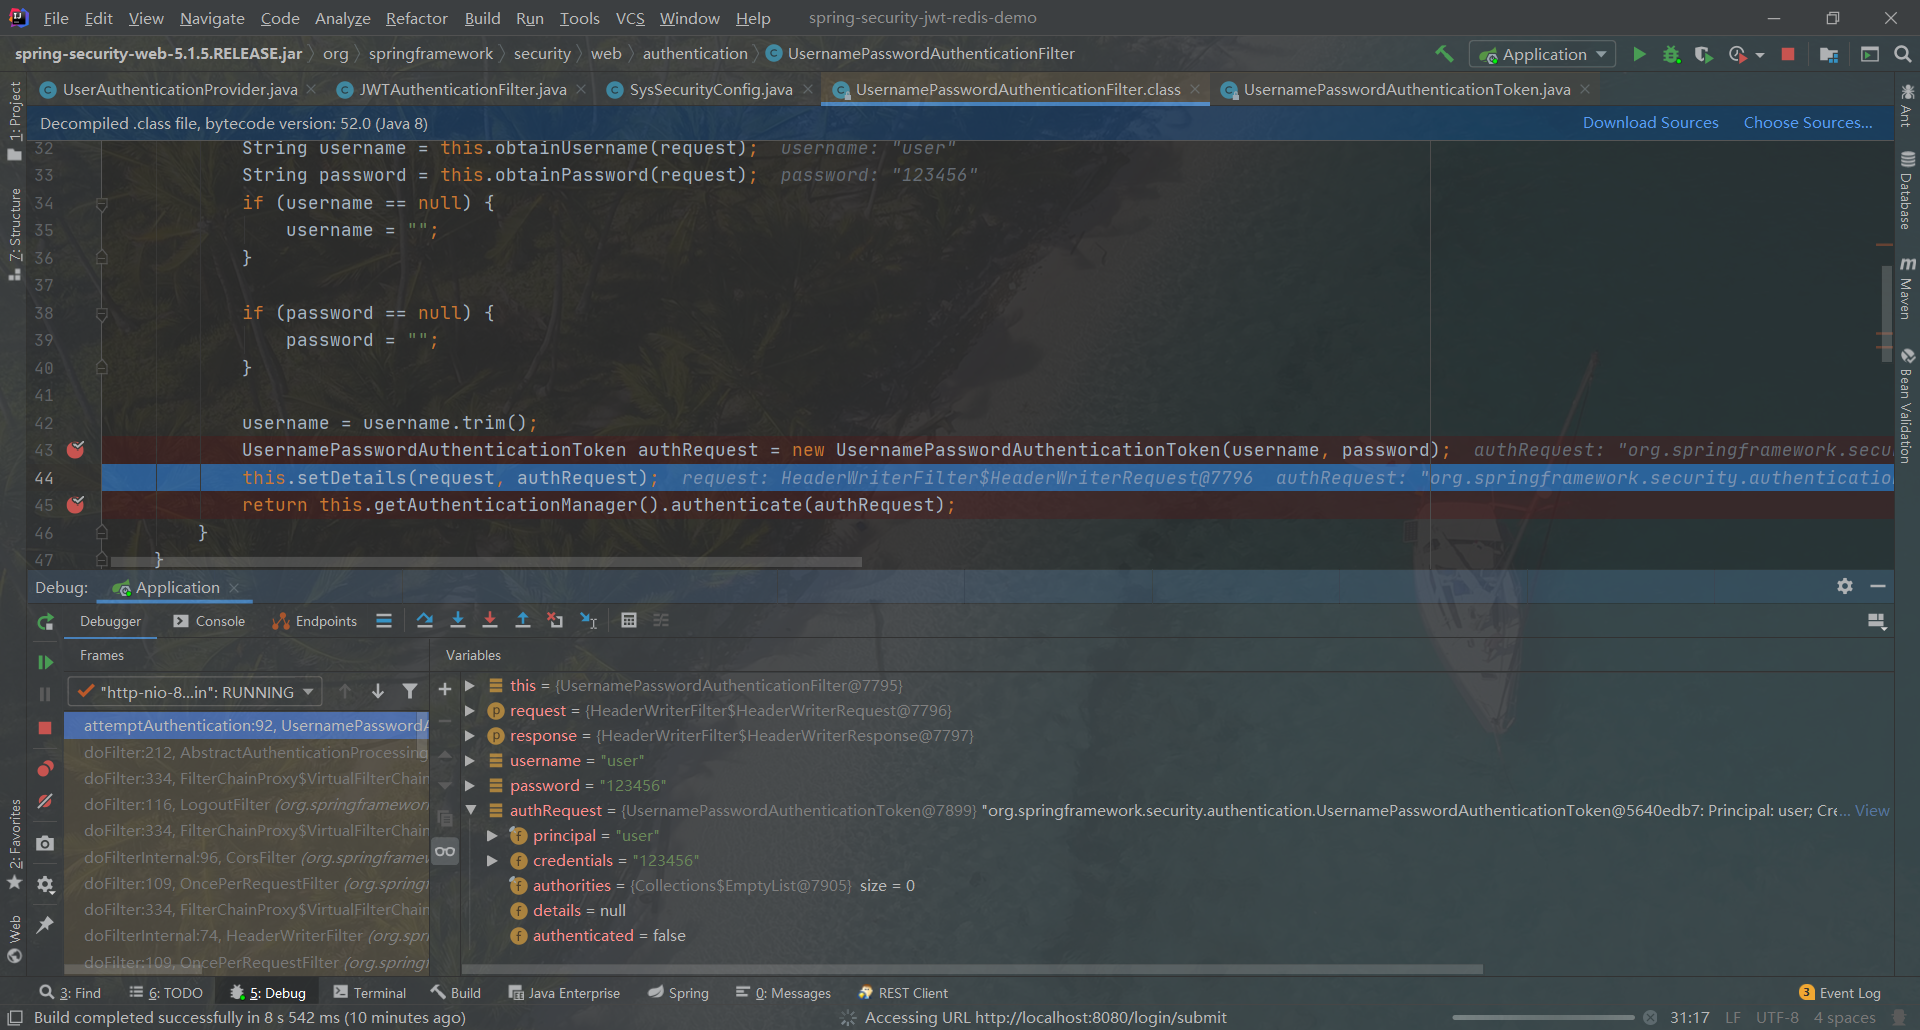 File Edit View Navigate Code Analyze Refactor Build Run Tools VCS Window Help spring-security-jwt-redis-demo
spring-security-web-5.1.5.RELEASE.jar org springframework security web authentication UsernamePasswordAuthenticationFilter Application
UserAuthenticationProvider.java JWTAuthenticationFilter.java SysSecurityConfig.java UsernamePasswordAuthenticationFilter.class UsernamePasswordAuthenticationToken.java
Decompiled .class file, bytecode version: 52.0 (Java 8) Download Sources Choose Sources...
1: Project
7: Structure
2: Favorites
Web
Ant
Database
Maven
Bean Validation
32 String username = this.obtainUsername(request); username: "user"
33 String password = this.obtainPassword(request); password: "123456"
34 if (username == null) {
35 username = "";
36 }
37
38 if (password == null) {
39 password = "";
40 }
41
42 username = username.trim();
43 UsernamePasswordAuthenticationToken authRequest = new UsernamePasswordAuthenticationToken(username, password); authRequest: "org.springframework.secu
44 this.setDetails(request, authRequest); request: HeaderWriterFilter$HeaderWriterRequest@7796 authRequest: "org.springframework.security.authenticatio
45 return this.getAuthenticationManager().authenticate(authRequest);
46 }
47 }
Debug: Application
Debugger Console Endpoints
Frames
"http-nio-8...in": RUNNING
attemptAuthentication:92, UsernamePasswordA
doFilter:212, AbstractAuthenticationProcessing
doFilter:334, FilterChainProxy$VirtualFilterChain
doFilter:116, LogoutFilter (org.springframework
doFilter:334, FilterChainProxy$VirtualFilterChain
doFilterInternal:96, CorsFilter (org.springframew
doFilter:109, OncePerRequestFilter (org.springf
doFilter:334, FilterChainProxy$VirtualFilterChain
doFilterInternal:74, HeaderWriterFilter (org.spri
doFilter:109, OncePerRequestFilter (org.springf
Variables
this = {UsernamePasswordAuthenticationFilter@7795}
request = {HeaderWriterFilter$HeaderWriterRequest@7796}
response = {HeaderWriterFilter$HeaderWriterResponse@7797}
username = "user"
password = "123456"
authRequest = {UsernamePasswordAuthenticationToken@7899} "org.springframework.security.authentication.UsernamePasswordAuthenticationToken@5640edb7: Principal: user; Cre... View
principal = "user"
credentials = "123456"
authorities = {Collections$EmptyList@7905} size = 0
details = null
authenticated = false
3: Find 6: TODO 5: Debug Terminal Build Java Enterprise Spring 0: Messages REST Client 3 Event Log
Build completed successfully in 8 s 542 ms (10 minutes ago) Accessing URL http://localhost:8080/login/submit 31:17 LF UTF-8 4 spaces